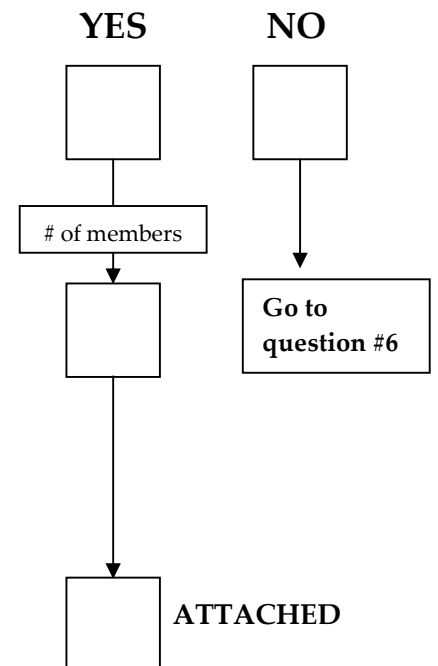 YES NO
# of members
Go to
question #6
ATTACHED